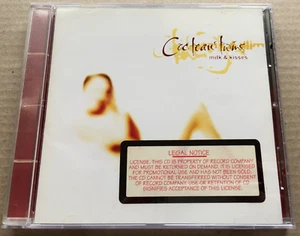 Cocteau Twins
milk & kisses
LEGAL NOTICE
LICENSE: THIS CD IS PROPERTY OF RECORD COMPANY
AND MUST BE RETURNED ON DEMAND. IT IS LICENSED
FOR PROMOTIONAL USE AND HAS NOT BEEN SOLD.
THE CD CANNOT BE TRANSFERRED WITHOUT CONSENT
OF RECORD COMPANY. USE OR RETENTION OF CD
SIGNIFIES ACCEPTANCE OF THIS LICENSE.